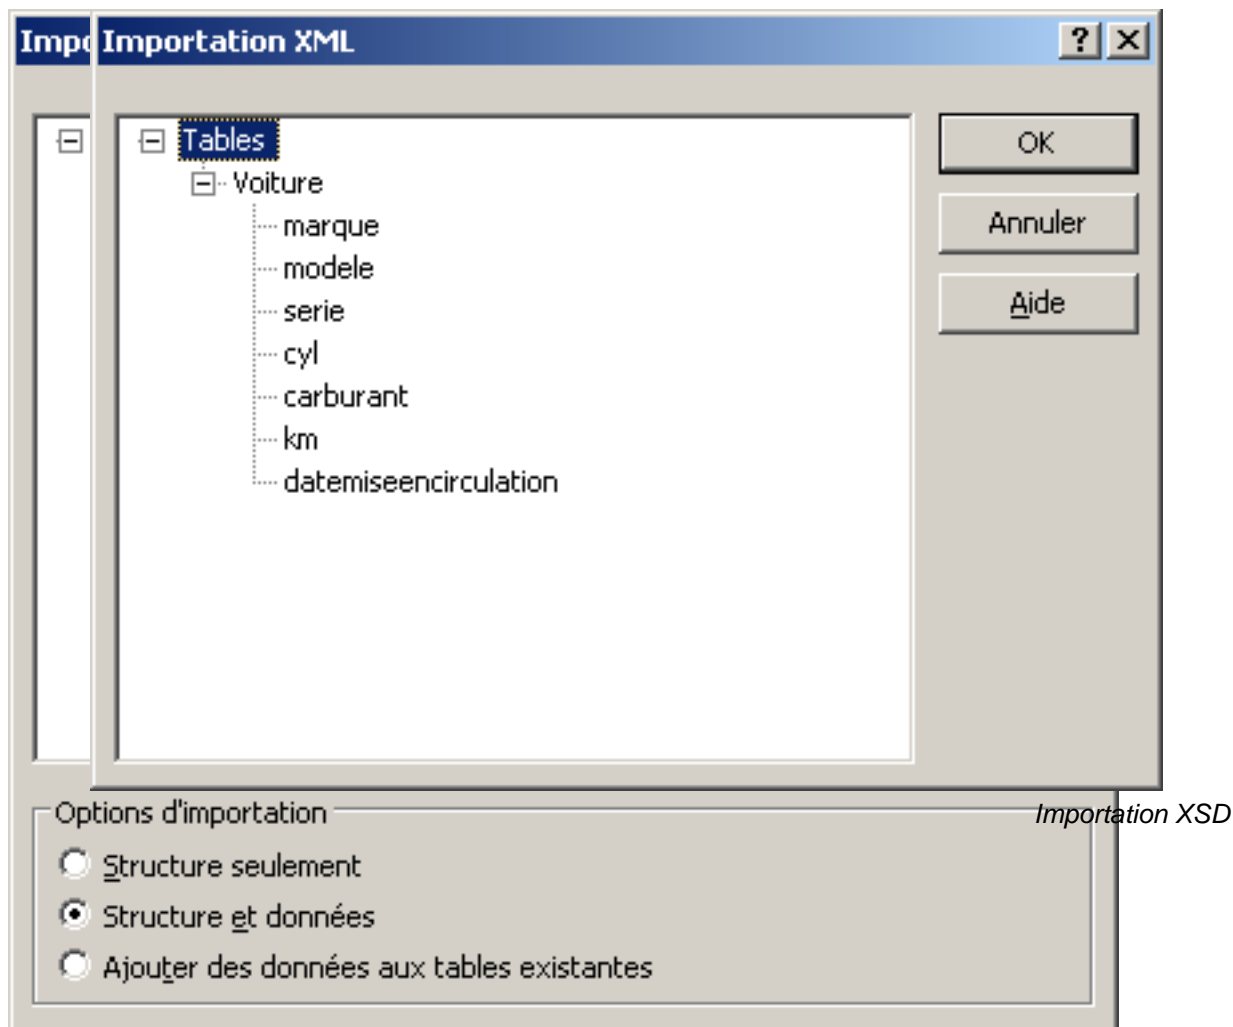 Impo
Importation XML
Tables
Voiture
marque
modele
serie
cyl
carburant
km
datemiseencirculation
OK
Annuler
Aide
Importation XSD
Options d'importation
Structure seulement
Structure et données
Ajouter des données aux tables existantes